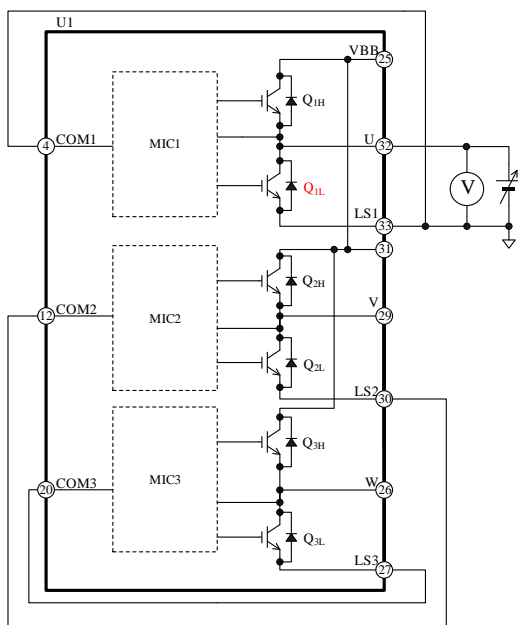 U1
VBB
25
Q1H
COM1
4
MIC1
U
32
V
Q1L
LS1
33
31
Q2H
COM2
12
MIC2
V
29
Q2L
LS2
30
Q3H
COM3
20
MIC3
W
26
Q3L
LS3
27